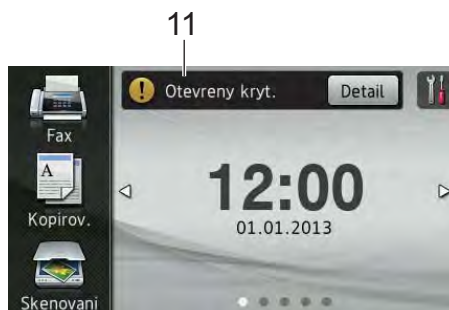 11
Otevreny kryt.
Detail
Fax
12:00
01.01.2013
A
Kopirov.
Skenovani